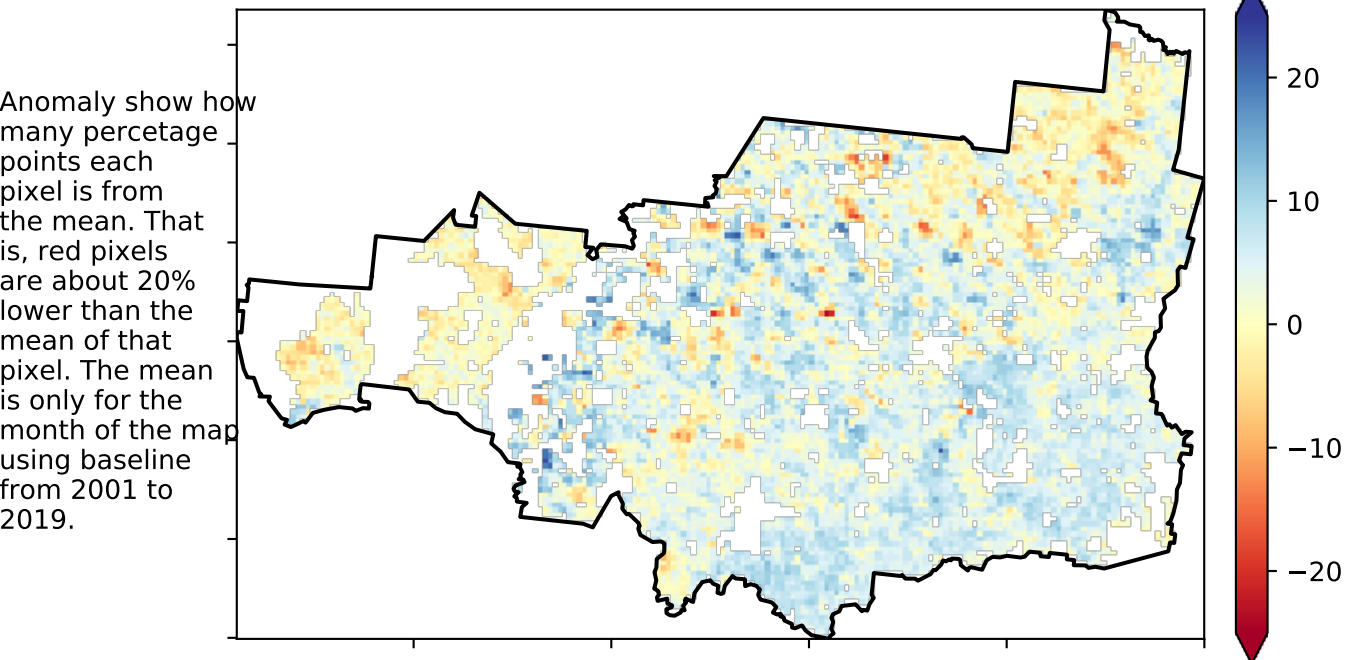 Anomaly show how
many percetage
points each
pixel is from
the mean. That
is, red pixels
are about 20%
lower than the
mean of that
pixel. The mean
is only for the
month of the map
using baseline
from 2001 to
2019.
20
10
0
−10
−20